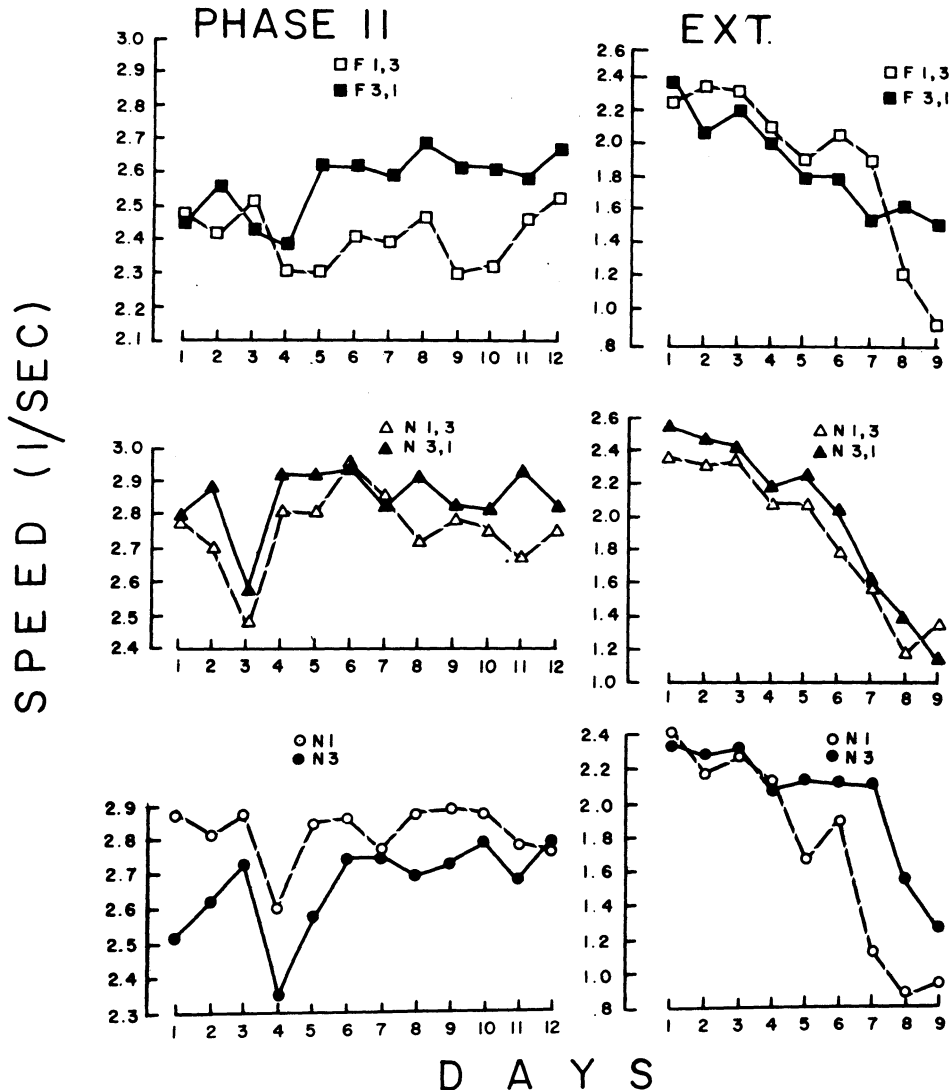 PHASE II
3.0
2.9
2.8
2.7
2.6
2.5
2.4
2.3
2.2
2.1
F 1,3
F 3,1
1 2 3 4 .5 6 7 8 9 10 11 12
EXT.
2.6
2.4
2.2
2.0
1.8
1.6
1.4
1.2
1.0
.8
F 1,3
F 3,1
1 2 3 4 5 6 7 8 9
SPEED (1/SEC)
3.0
2.9
2.8
2.7
2.6
2.5
2.4
N 1,3
N 3,1
1 2 3 4 5 6 7 8 9 10 11 12
2.6
2.4
2.2
2.0
1.8
1.6
1.4
1.2
1.0
N 1,3
N 3,1
1 2 3 4 5 6 7 8 9
2.9
2.8
2.7
2.6
2.5
2.4
2.3
N1
N3
1 2 3 4 5 6 7 8 9 10 11 12
2.4
2.2
2.0
1.8
1.6
1.4
1.2
1.0
.8
N1
N3
1 2 3 4 5 6 7 8 9
DAYS